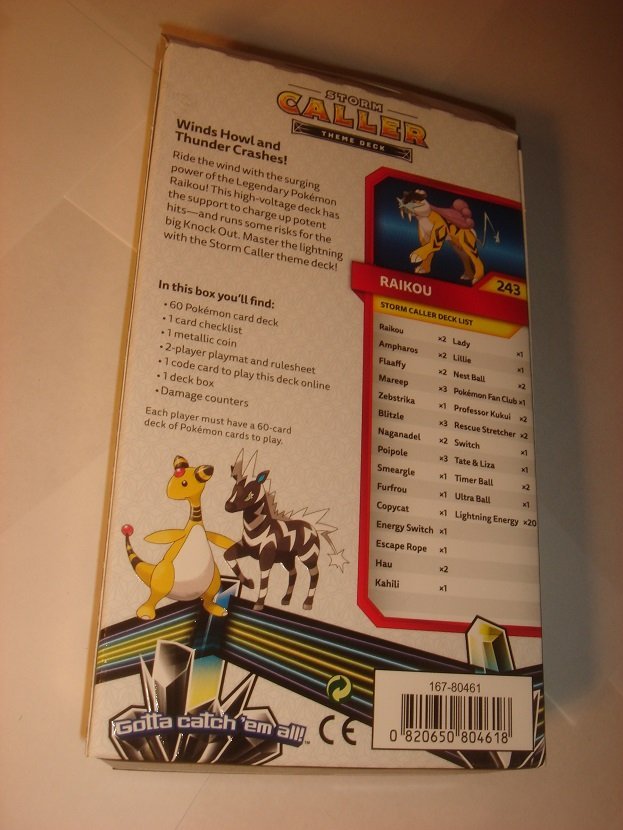 STORM
CALLER
THEME DECK
Winds Howl and
Thunder Crashes!
Ride the wind with the surging
power of the Legendary Pokémon
Raikou! This high-voltage deck has
the support to charge up potent
hits—and runs some risks for the
big Knock Out. Master the lightning
with the Storm Caller theme deck!
In this box you'll find:
• 60 Pokémon card deck
• 1 card checklist
• 1 metallic coin
• 2-player playmat and rulesheet
• 1 code card to play this deck online
• 1 deck box
• Damage counters
Each player must have a 60-card
deck of Pokémon cards to play.
RAIKOU 243
STORM CALLER DECK LIST
Raikou ×2
Ampharos ×2
Flaaffy ×2
Mareep ×3
Zebstrika ×1
Blitzle ×3
Naganadel ×2
Poipole ×3
Smeargle ×1
Furfrou ×1
Copycat ×1
Energy Switch ×1
Escape Rope ×1
Hau ×2
Kahili ×1
Lady ×1
Lillie ×1
Nest Ball ×2
Pokémon Fan Club ×1
Professor Kukui ×2
Rescue Stretcher ×2
Switch ×1
Tate & Liza ×1
Timer Ball ×2
Ultra Ball ×1
Lightning Energy ×20
Gotta catch 'em all!™
CE
167-80461
0 820650 804618